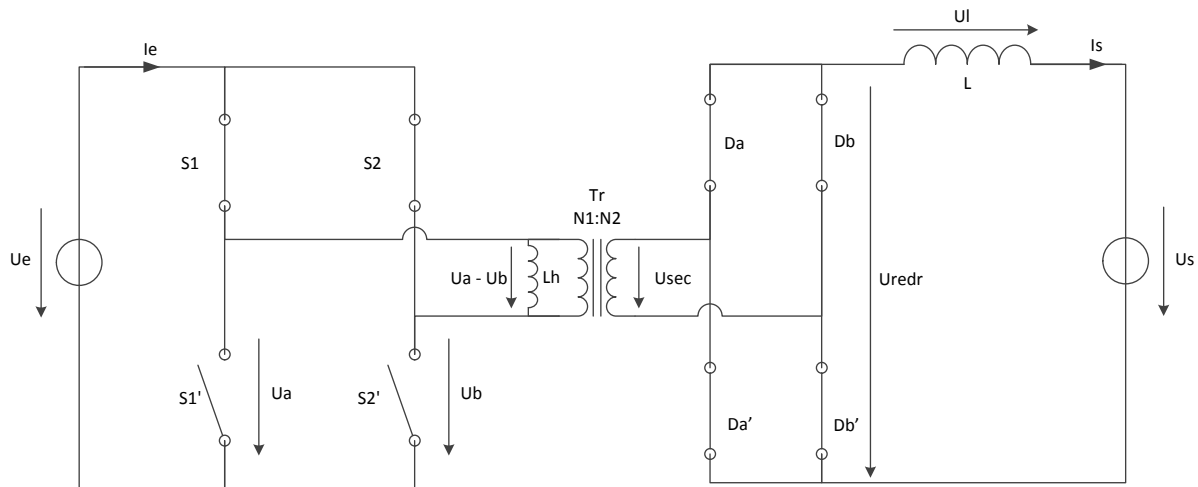 Ul
Ie
Is
L
S1
S2
Da
Db
Tr
N1:N2
Ue
Ua - Ub
Lh
Usec
Uredr
Us
S1'
Ua
S2'
Ub
Da’
Db’